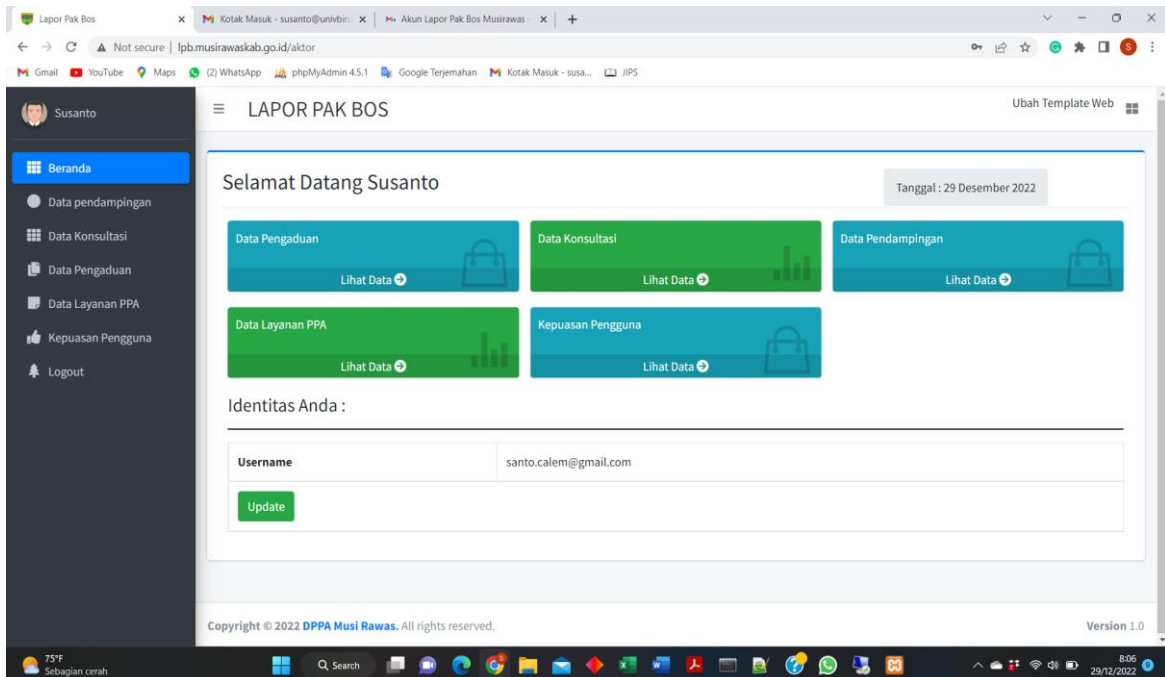 Lapor Pak Bos
Kotak Masuk - susanto@univbin
Akun Lapor Pak Bos Musirawas -
Not secure | lpb.musirawaskab.go.id/aktor
S
Gmail YouTube Maps (2) WhatsApp phpMyAdmin 4.5.1 Google Terjemahan Kotak Masuk - susa... JIPS
Susanto
LAPOR PAK BOS
Ubah Template Web
Beranda
Data pendampingan
Data Konsultasi
Data Pengaduan
Data Layanan PPA
Kepuasan Pengguna
Logout
Selamat Datang Susanto
Tanggal : 29 Desember 2022
Data Pengaduan
Lihat Data
Data Konsultasi
Lihat Data
Data Pendampingan
Lihat Data
Data Layanan PPA
Lihat Data
Kepuasan Pengguna
Lihat Data
Identitas Anda :
Username santo.calem@gmail.com
Update
Copyright © 2022 DPPA Musi Rawas. All rights reserved.
Version 1.0
75°F
Sebagian cerah
Search
8:06
29/12/2022